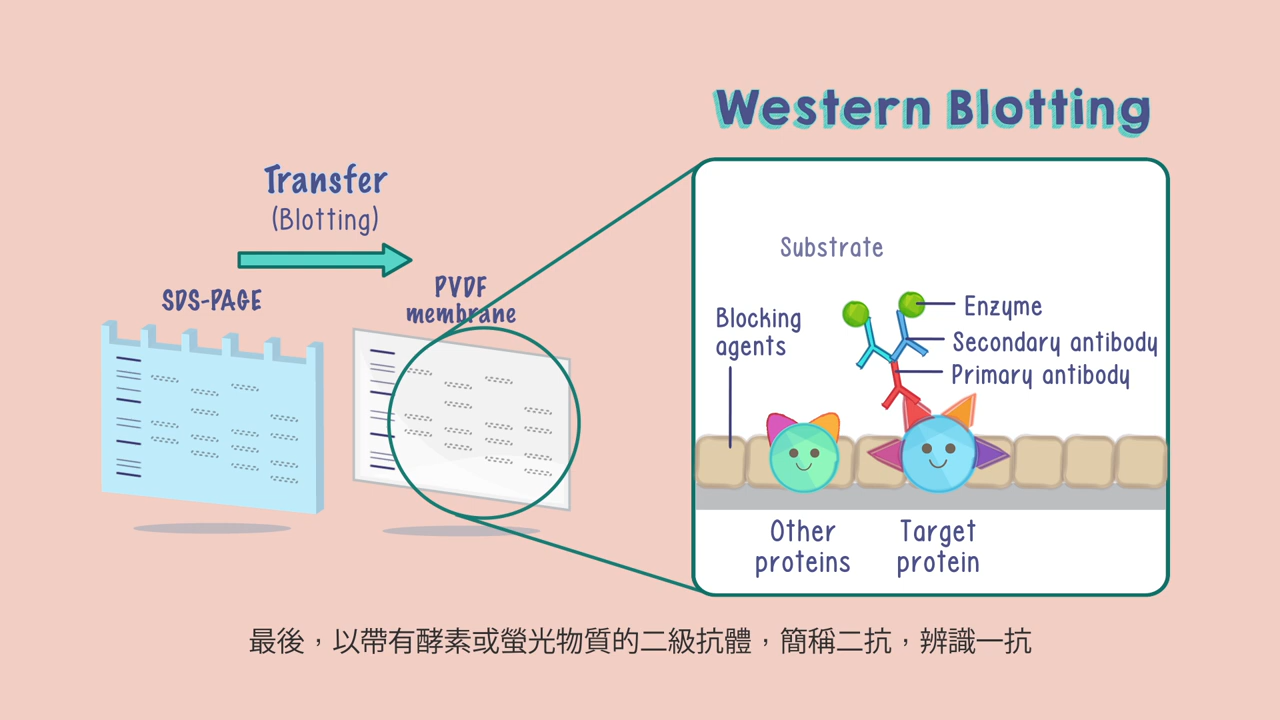 Western Blotting
Transfer
(Blotting)
SDS-PAGE
PVDF
membrane
Substrate
Blocking
agents
Enzyme
Secondary antibody
Primary antibody
Other
proteins
Target
protein
最後，以帶有酵素或螢光物質的二級抗體，簡稱二抗，辨識一抗